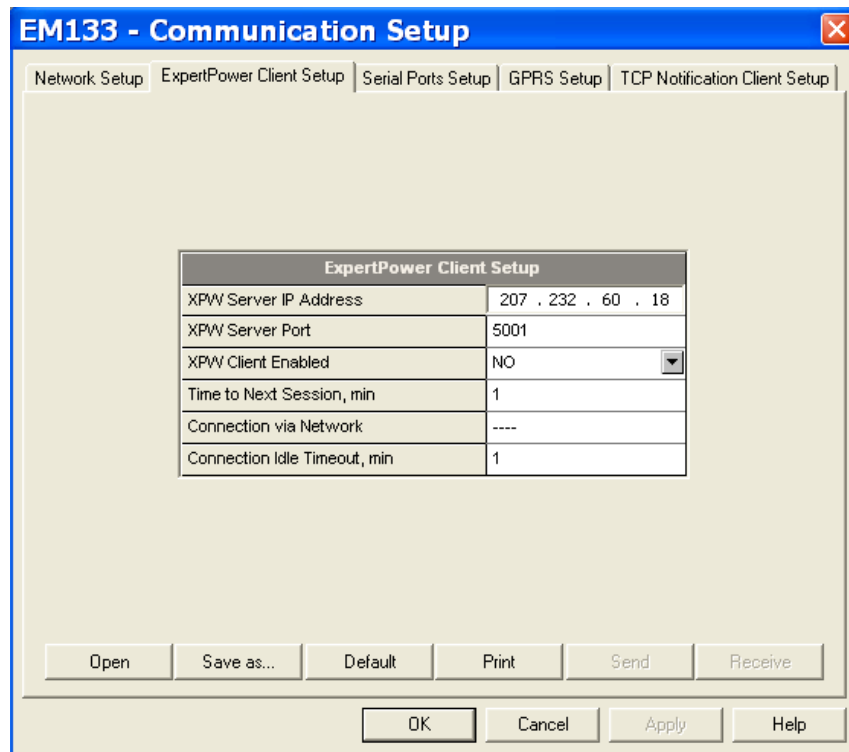 EM133 - Communication Setup
Network Setup ExpertPower Client Setup Serial Ports Setup GPRS Setup TCP Notification Client Setup
ExpertPower Client Setup
XPW Server IP Address 207 . 232 . 60 . 18
XPW Server Port 5001
XPW Client Enabled NO
Time to Next Session, min 1
Connection via Network ----
Connection Idle Timeout, min 1
Open Save as... Default Print Send Receive
OK Cancel Apply Help